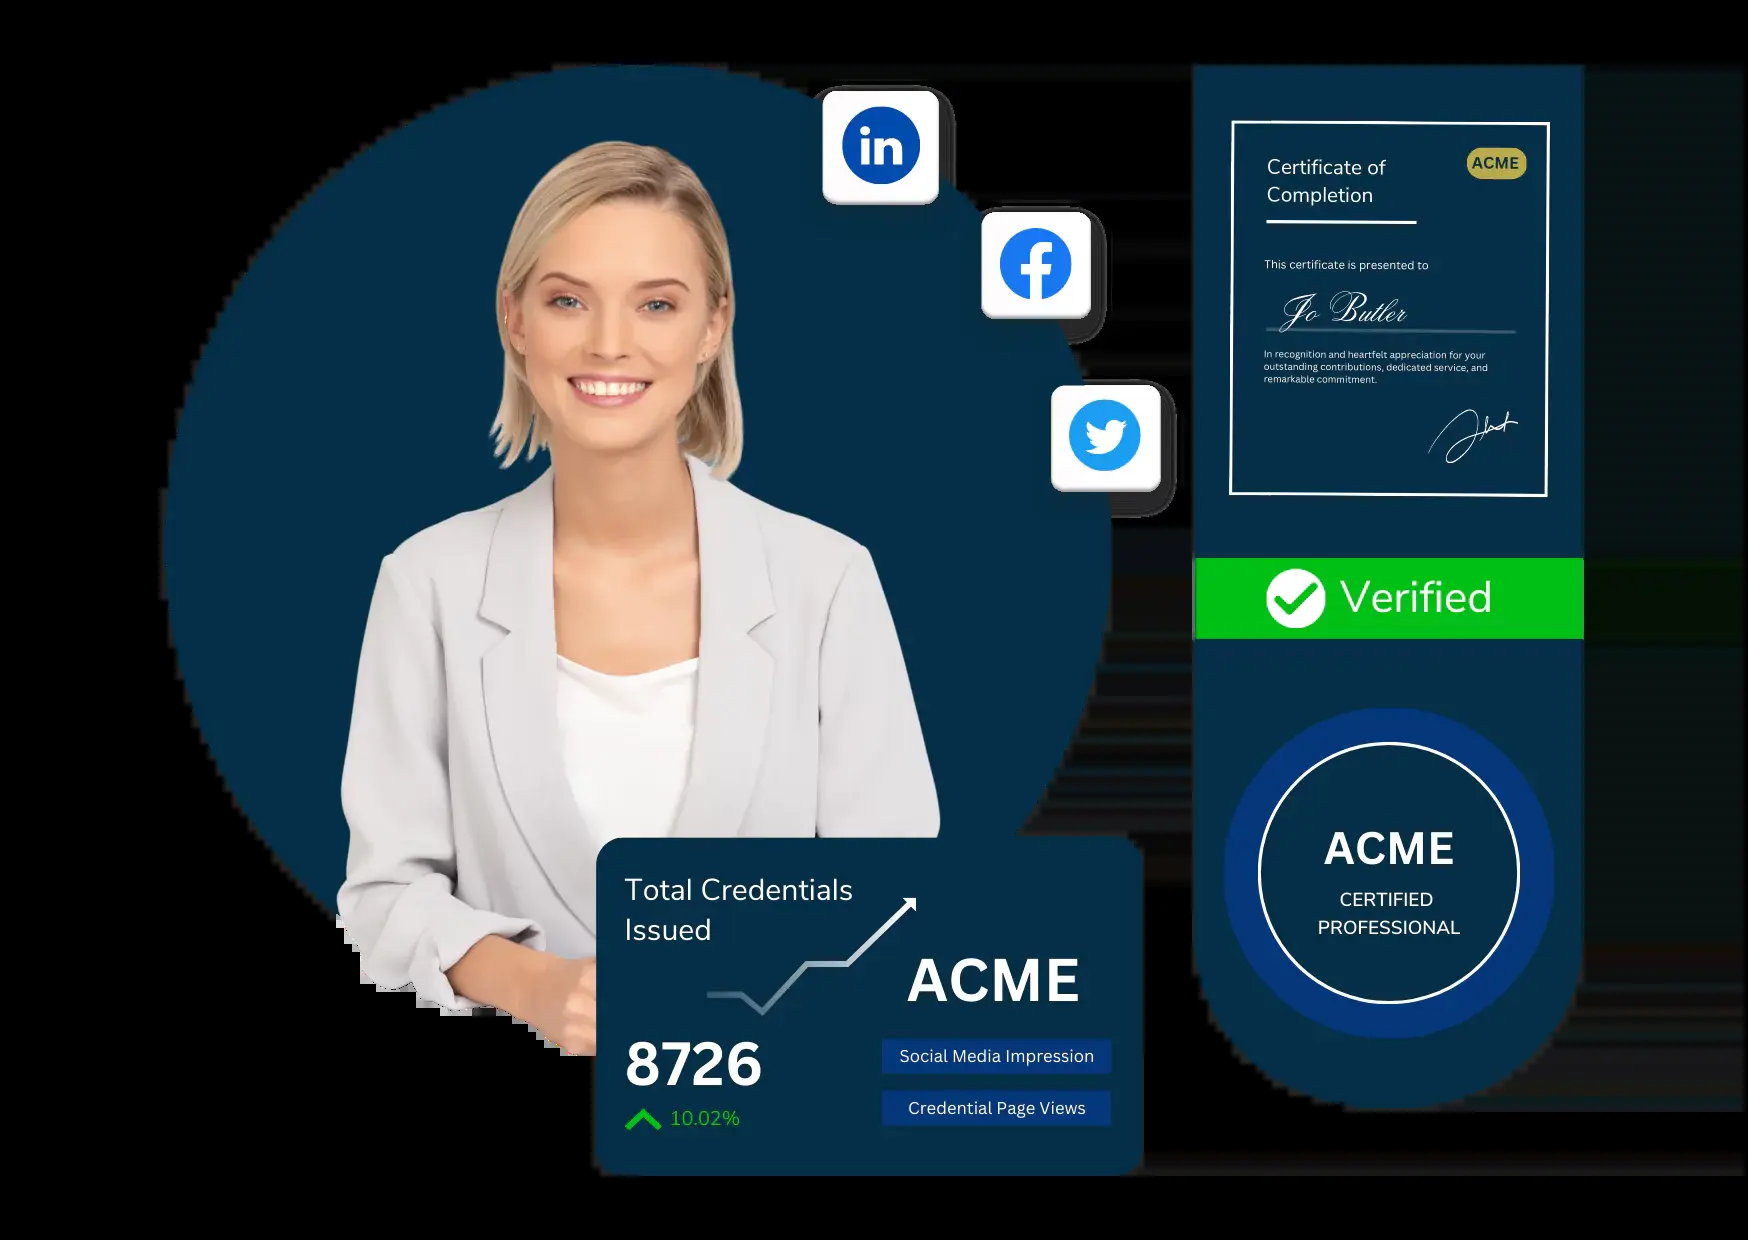 in
Certificate of
Completion
ACME
This certificate is presented to
Jo Butler
In recognition and heartfelt appreciation for your
outstanding contributions, dedicated service, and
remarkable commitment.
Verified
ACME
CERTIFIED
PROFESSIONAL
Total Credentials
Issued
ACME
8726
10.02%
Social Media Impression
Credential Page Views